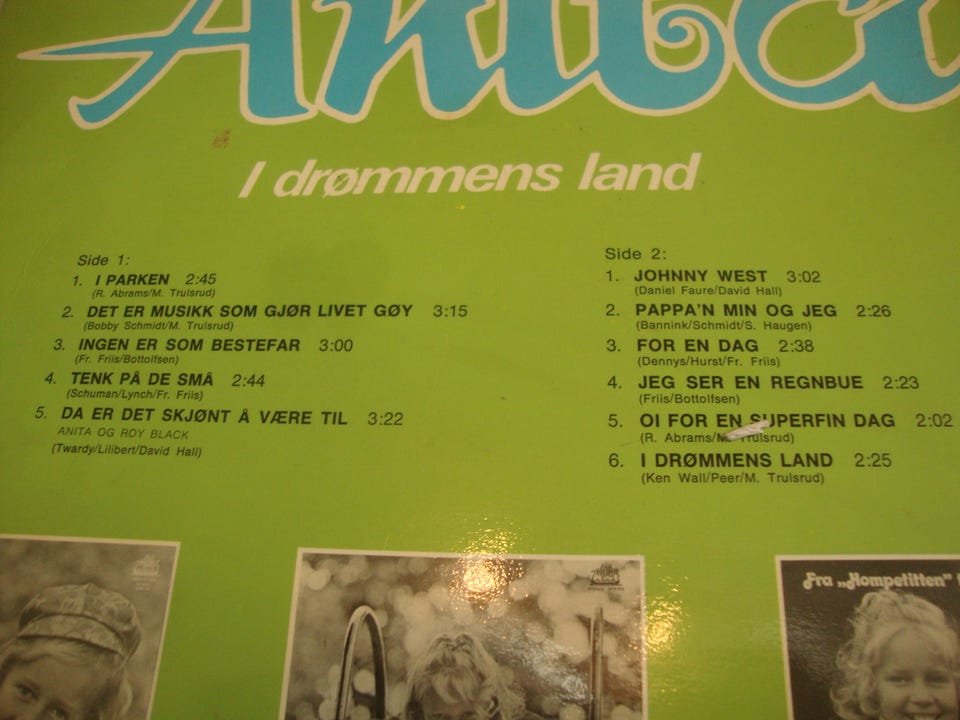 Anita
I drømmens land
Side 1:
1. I PARKEN 2:45
(R. Abrams/M. Trulsrud)
2. DET ER MUSIKK SOM GJØR LIVET GØY 3:15
(Bobby Schmidt/M. Trulsrud)
3. INGEN ER SOM BESTEFAR 3:00
(Fr. Friis/Bottolfsen)
4. TENK PÅ DE SMÅ 2:44
(Schuman/Lynch/Fr. Friis)
5. DA ER DET SKJØNT Å VÆRE TIL 3:22
ANITA OG ROY BLACK
(Twardy/Lilibert/David Hall)
Side 2:
1. JOHNNY WEST 3:02
(Daniel Faure/David Hall)
2. PAPPA'N MIN OG JEG 2:26
(Bannink/Schmidt/S. Haugen)
3. FOR EN DAG 2:38
(Dennys/Hurst/Fr. Friis)
4. JEG SER EN REGNBUE 2:23
(Friis/Bottolfsen)
5. OI FOR EN SUPERFIN DAG 2:02
(R. Abrams/M. Trulsrud)
6. I DRØMMENS LAND 2:25
(Ken Wall/Peer/M. Trulsrud)
Fra „Hompetitten"